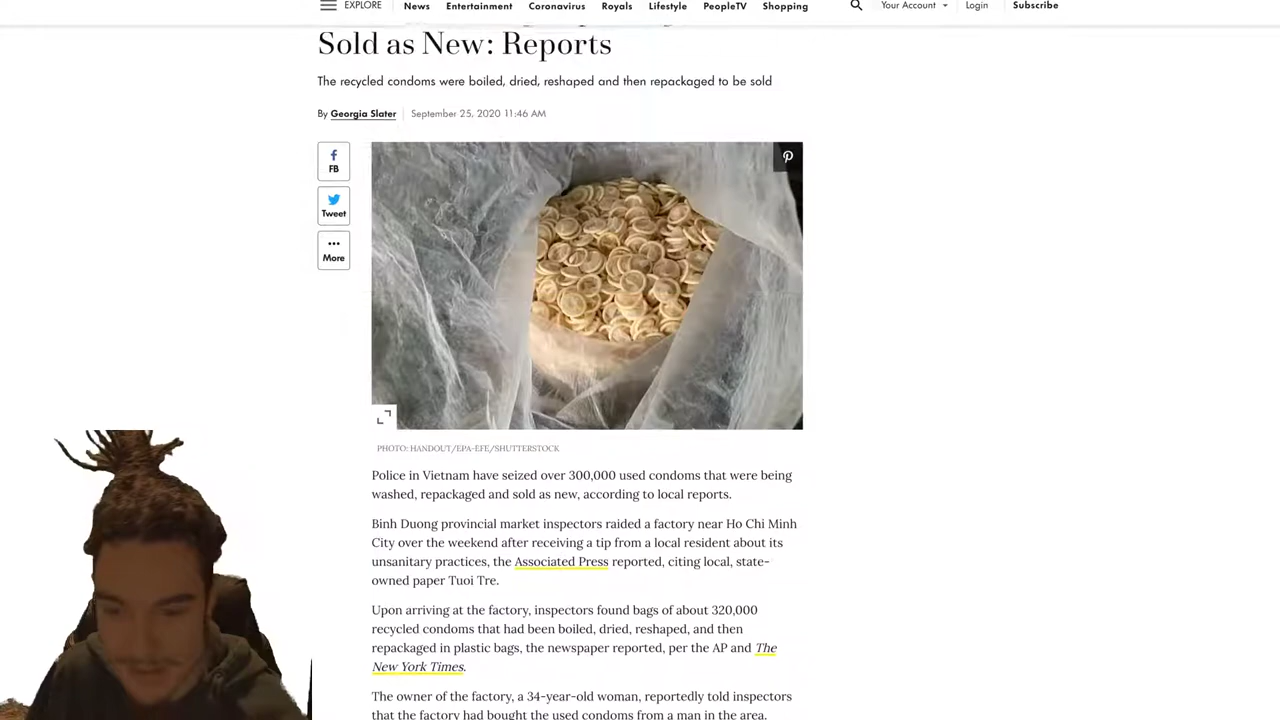 EXPLORE News Entertainment Coronavirus Royals Lifestyle PeopleTV Shopping Your Account Login Subscribe
Sold as New: Reports
The recycled condoms were boiled, dried, reshaped and then repackaged to be sold
By Georgia Slater September 25, 2020 11:46 AM
FB
Tweet
More
PHOTO: HANDOUT/EPA-EFE/SHUTTERSTOCK
Police in Vietnam have seized over 300,000 used condoms that were being
washed, repackaged and sold as new, according to local reports.
Binh Duong provincial market inspectors raided a factory near Ho Chi Minh
City over the weekend after receiving a tip from a local resident about its
unsanitary practices, the Associated Press reported, citing local, state-
owned paper Tuoi Tre.
Upon arriving at the factory, inspectors found bags of about 320,000
recycled condoms that had been boiled, dried, reshaped, and then
repackaged in plastic bags, the newspaper reported, per the AP and The
New York Times.
The owner of the factory, a 34-year-old woman, reportedly told inspectors
that the factory had bought the used condoms from a man in the area.